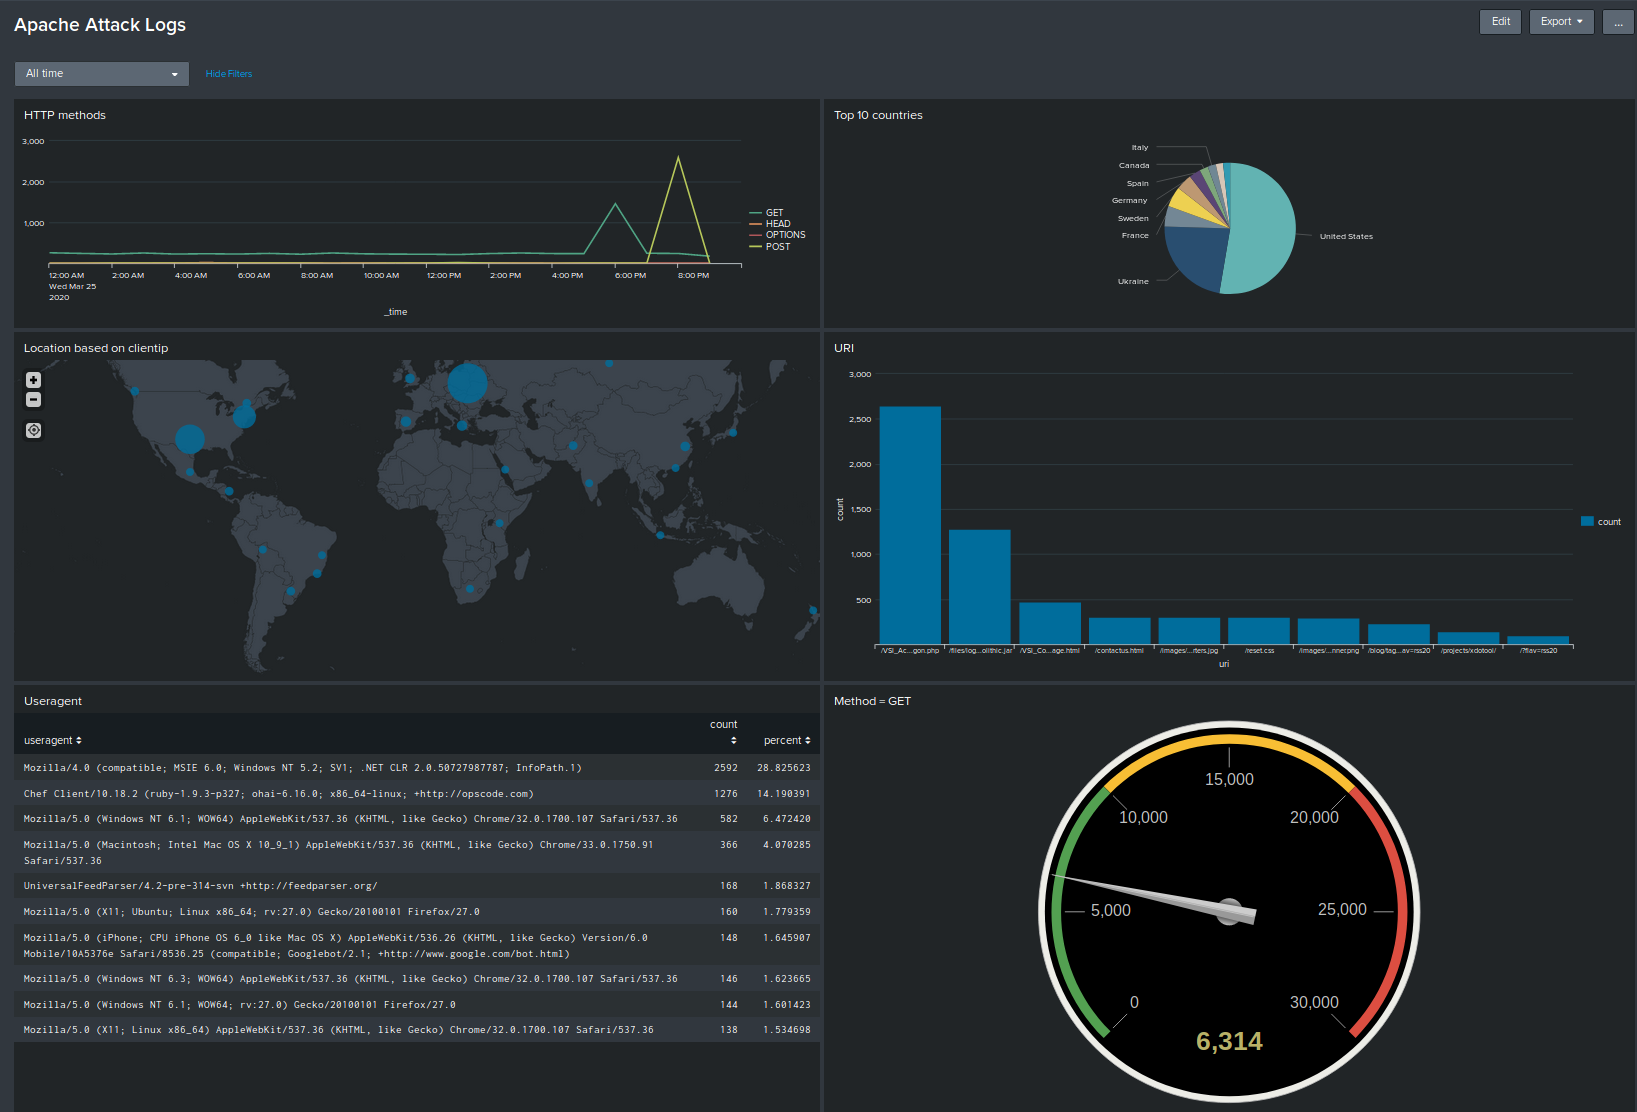 Apache Attack Logs
Edit
Export
...
All time
Hide Filters
HTTP methods
3,000
2,000
1,000
12:00 AM
Wed Mar 25
2020
2:00 AM
4:00 AM
6:00 AM
8:00 AM
10:00 AM
12:00 PM
2:00 PM
4:00 PM
6:00 PM
8:00 PM
_time
GET
HEAD
OPTIONS
POST
Top 10 countries
Italy
Canada
Spain
Germany
Sweden
France
Ukraine
United States
Location based on clientip
URI
count
3,000
2,500
2,000
1,500
1,000
500
/VSI_Ac...gon.php
/files/log...olithic.jar
/VSI_Co...age.html
/contactus.html
/images/...rters.jpg
/reset.css
/images/...nner.png
/blog/tag...av=rss20
/projects/xdotool/
/?flav=rss20
uri
count
Useragent
useragent count percent
Mozilla/4.0 (compatible; MSIE 6.0; Windows NT 5.2; SV1; .NET CLR 2.0.50727987787; InfoPath.1) 2592 28.825623
Chef Client/10.18.2 (ruby-1.9.3-p327; ohai-6.16.0; x86_64-linux; +http://opscode.com) 1276 14.190391
Mozilla/5.0 (Windows NT 6.1; WOW64) AppleWebKit/537.36 (KHTML, like Gecko) Chrome/32.0.1700.107 Safari/537.36 582 6.472420
Mozilla/5.0 (Macintosh; Intel Mac OS X 10_9_1) AppleWebKit/537.36 (KHTML, like Gecko) Chrome/33.0.1750.91 366 4.070285
Safari/537.36
UniversalFeedParser/4.2-pre-314-svn +http://feedparser.org/ 168 1.868327
Mozilla/5.0 (X11; Ubuntu; Linux x86_64; rv:27.0) Gecko/20100101 Firefox/27.0 160 1.779359
Mozilla/5.0 (iPhone; CPU iPhone OS 6_0 like Mac OS X) AppleWebKit/536.26 (KHTML, like Gecko) Version/6.0 148 1.645907
Mobile/10A5376e Safari/8536.25 (compatible; Googlebot/2.1; +http://www.google.com/bot.html)
Mozilla/5.0 (Windows NT 6.3; WOW64) AppleWebKit/537.36 (KHTML, like Gecko) Chrome/32.0.1700.107 Safari/537.36 146 1.623665
Mozilla/5.0 (Windows NT 6.1; WOW64; rv:27.0) Gecko/20100101 Firefox/27.0 144 1.601423
Mozilla/5.0 (X11; Linux x86_64) AppleWebKit/537.36 (KHTML, like Gecko) Chrome/32.0.1700.107 Safari/537.36 138 1.534698
Method = GET
0
5,000
10,000
15,000
20,000
25,000
30,000
6,314